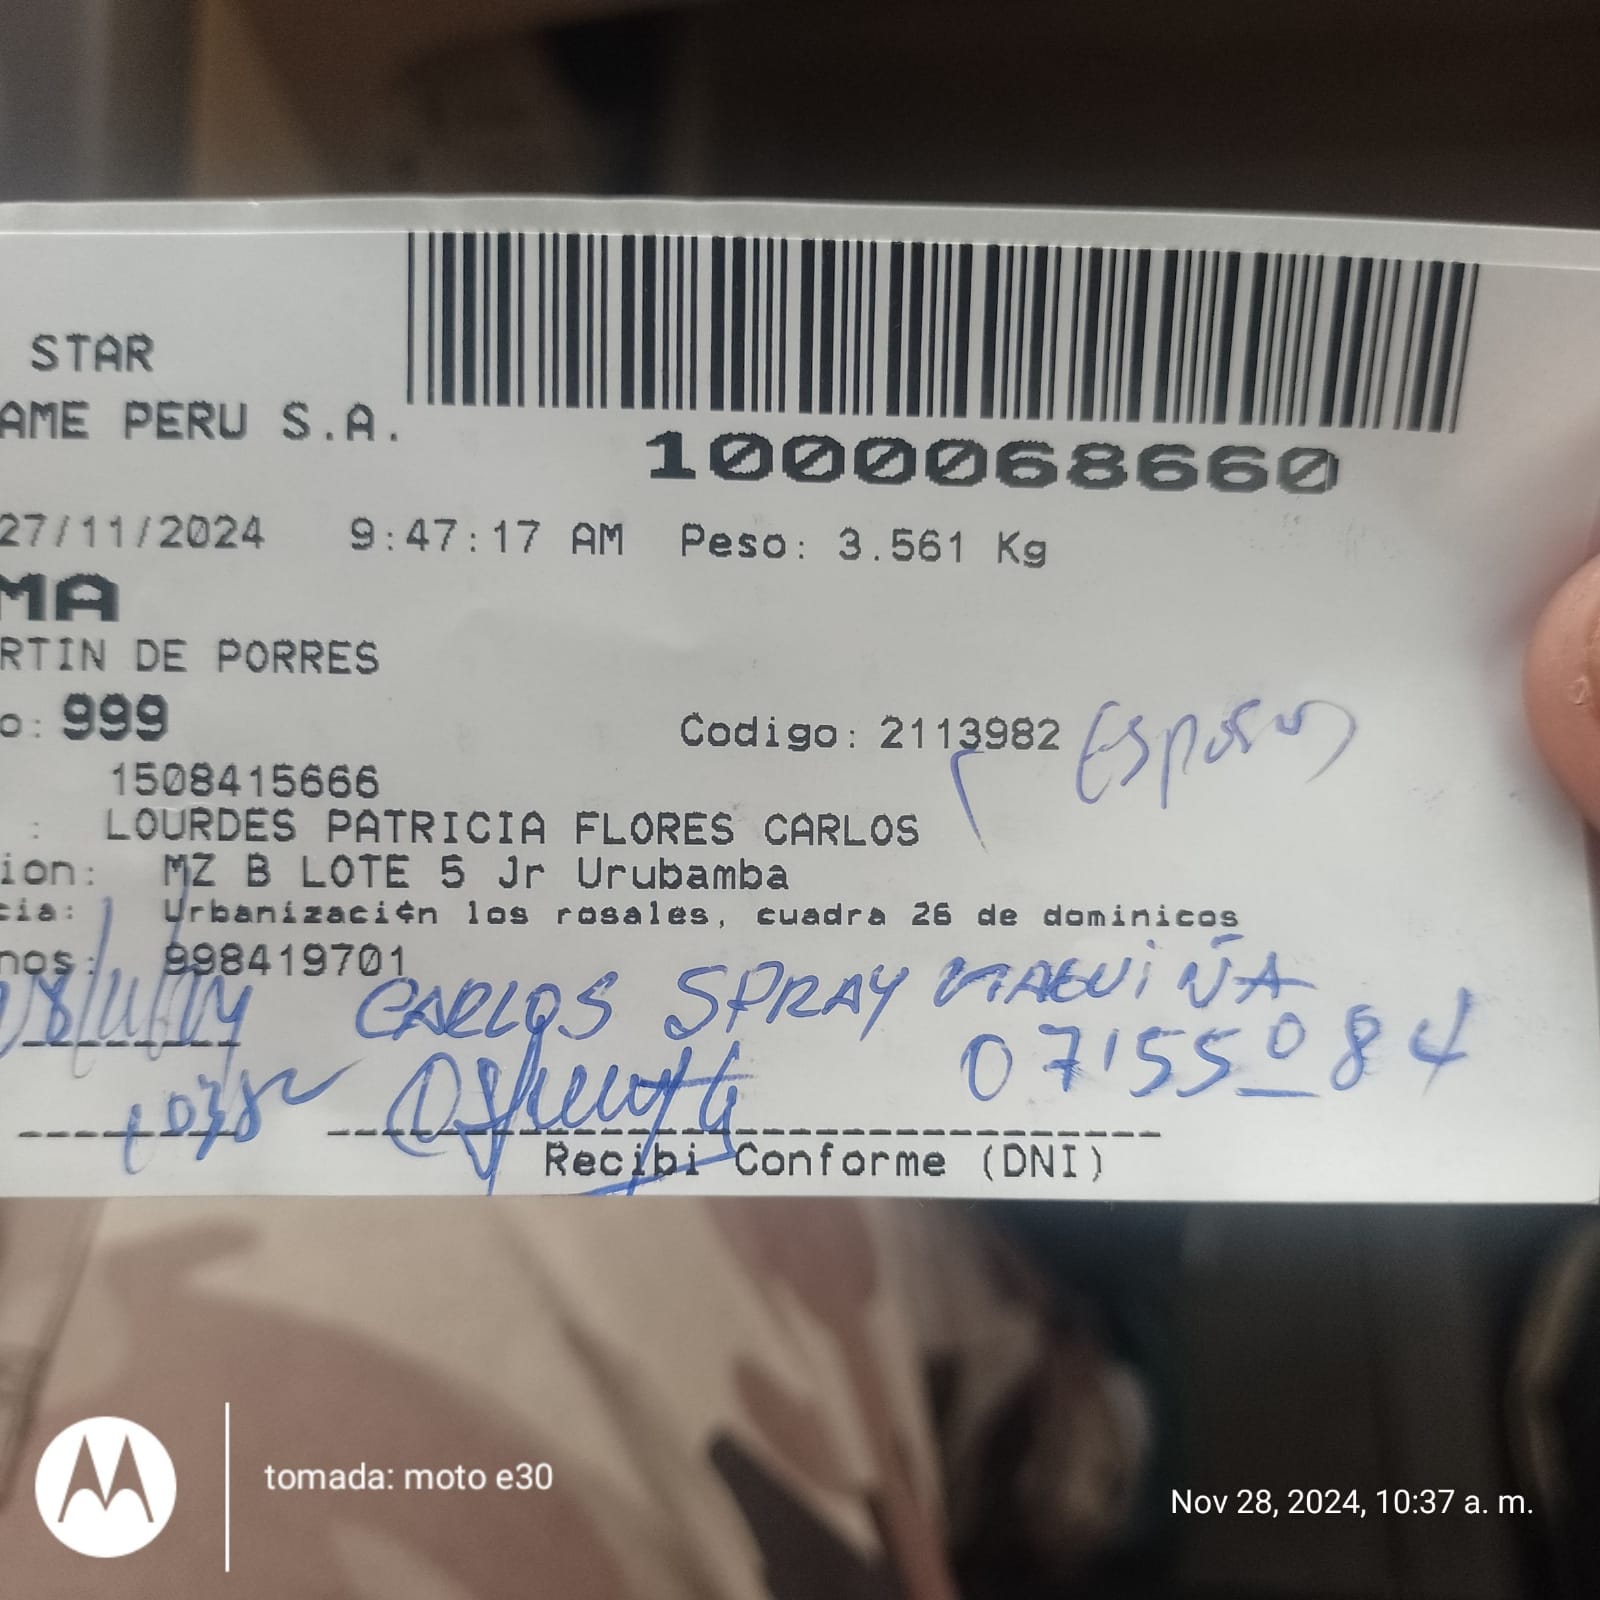 STAR
AME PERU S.A.
1000068660
27/11/2024 9:47:17 AM Peso: 3.561 Kg
MA
RTIN DE PORRES
o: 999
Codigo: 2113982 Esposo
1508415666
: LOURDES PATRICIA FLORES CARLOS
ion: MZ B LOTE 5 Jr Urubamba
cia: Urbanizaci¢n los rosales, cuadra 26 de dominicos
nos: 998419701
CARLOS SPRAY MAGUIÑA
07155084
Recibi Conforme (DNI)
tomada: moto e30
Nov 28, 2024, 10:37 a. m.